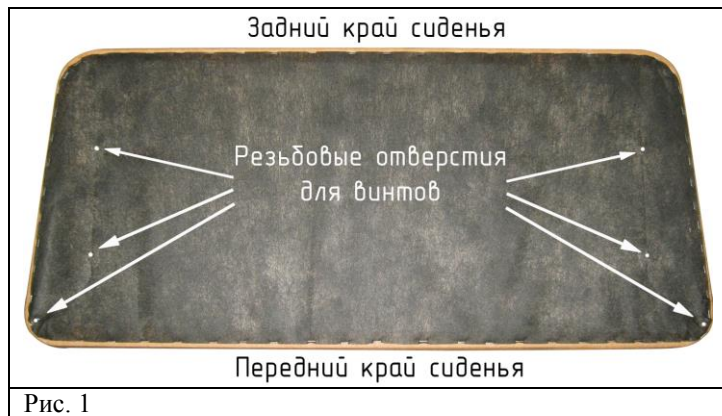 Задний край сиденья
Резьбовые отверстия
для винтов
Передний край сиденья
Рис. 1